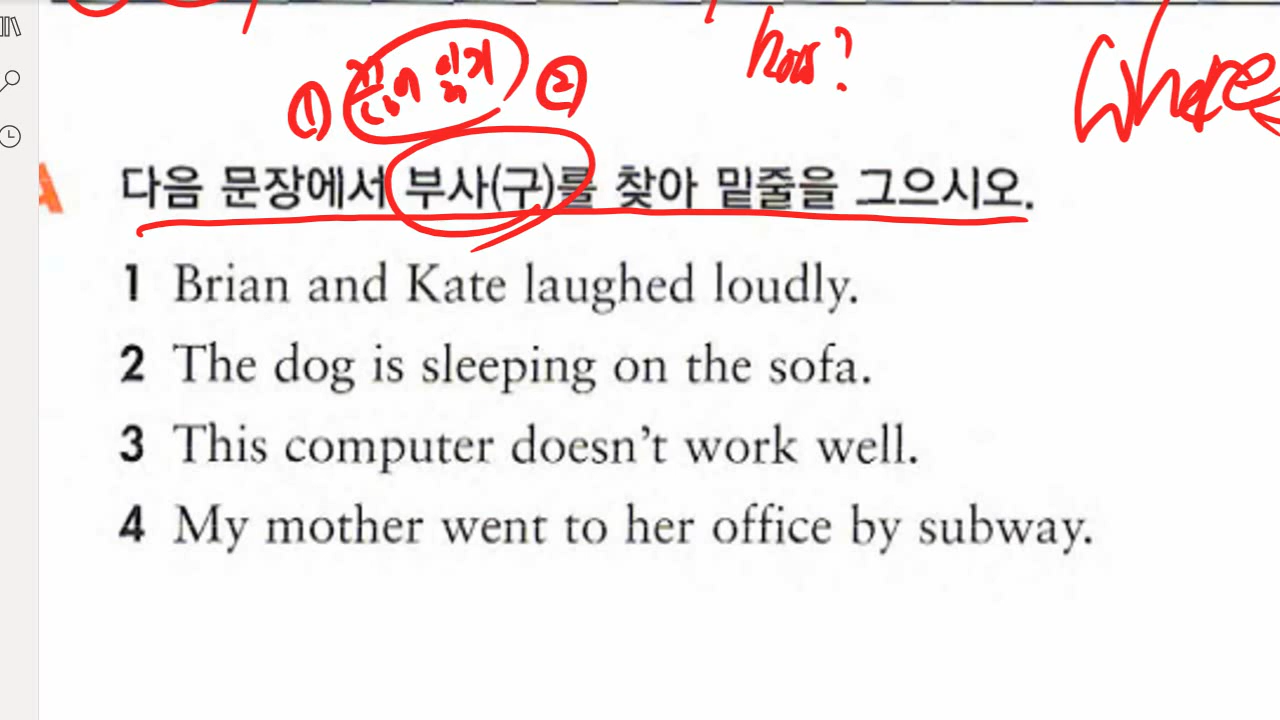 how?
Where
① ②
A 다음 문장에서 부사(구)를 찾아 밑줄을 그으시오.
1 Brian and Kate laughed loudly.
2 The dog is sleeping on the sofa.
3 This computer doesn't work well.
4 My mother went to her office by subway.